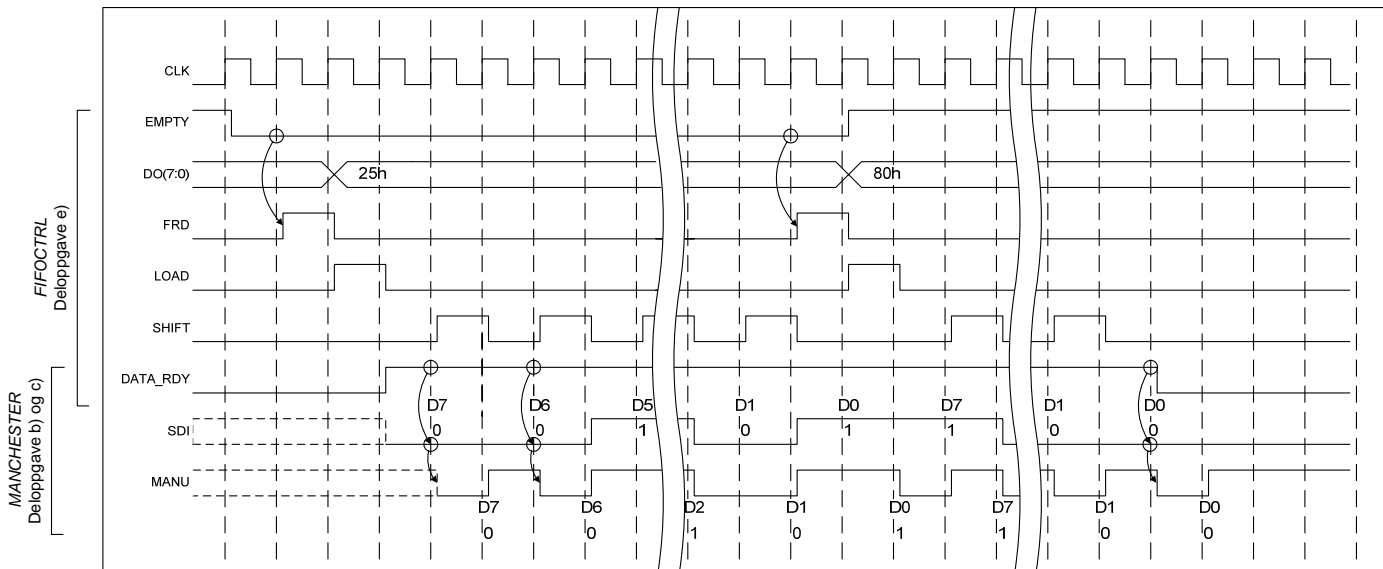 CLK
EMPTY
DO(7:0) 25h 80h
FRD
LOAD
SHIFT
DATA_RDY
D7 D6 D5 D1 D0 D7 D1 D0
SDI 0 0 1 0 1 1 0 0
MANU
D7 D6 D2 D1 D0 D7 D1 D0
0 0 1 0 1 1 0 0
FIFOCTRL
Deloppgave e)
MANCHESTER
Deloppgave b) og c)